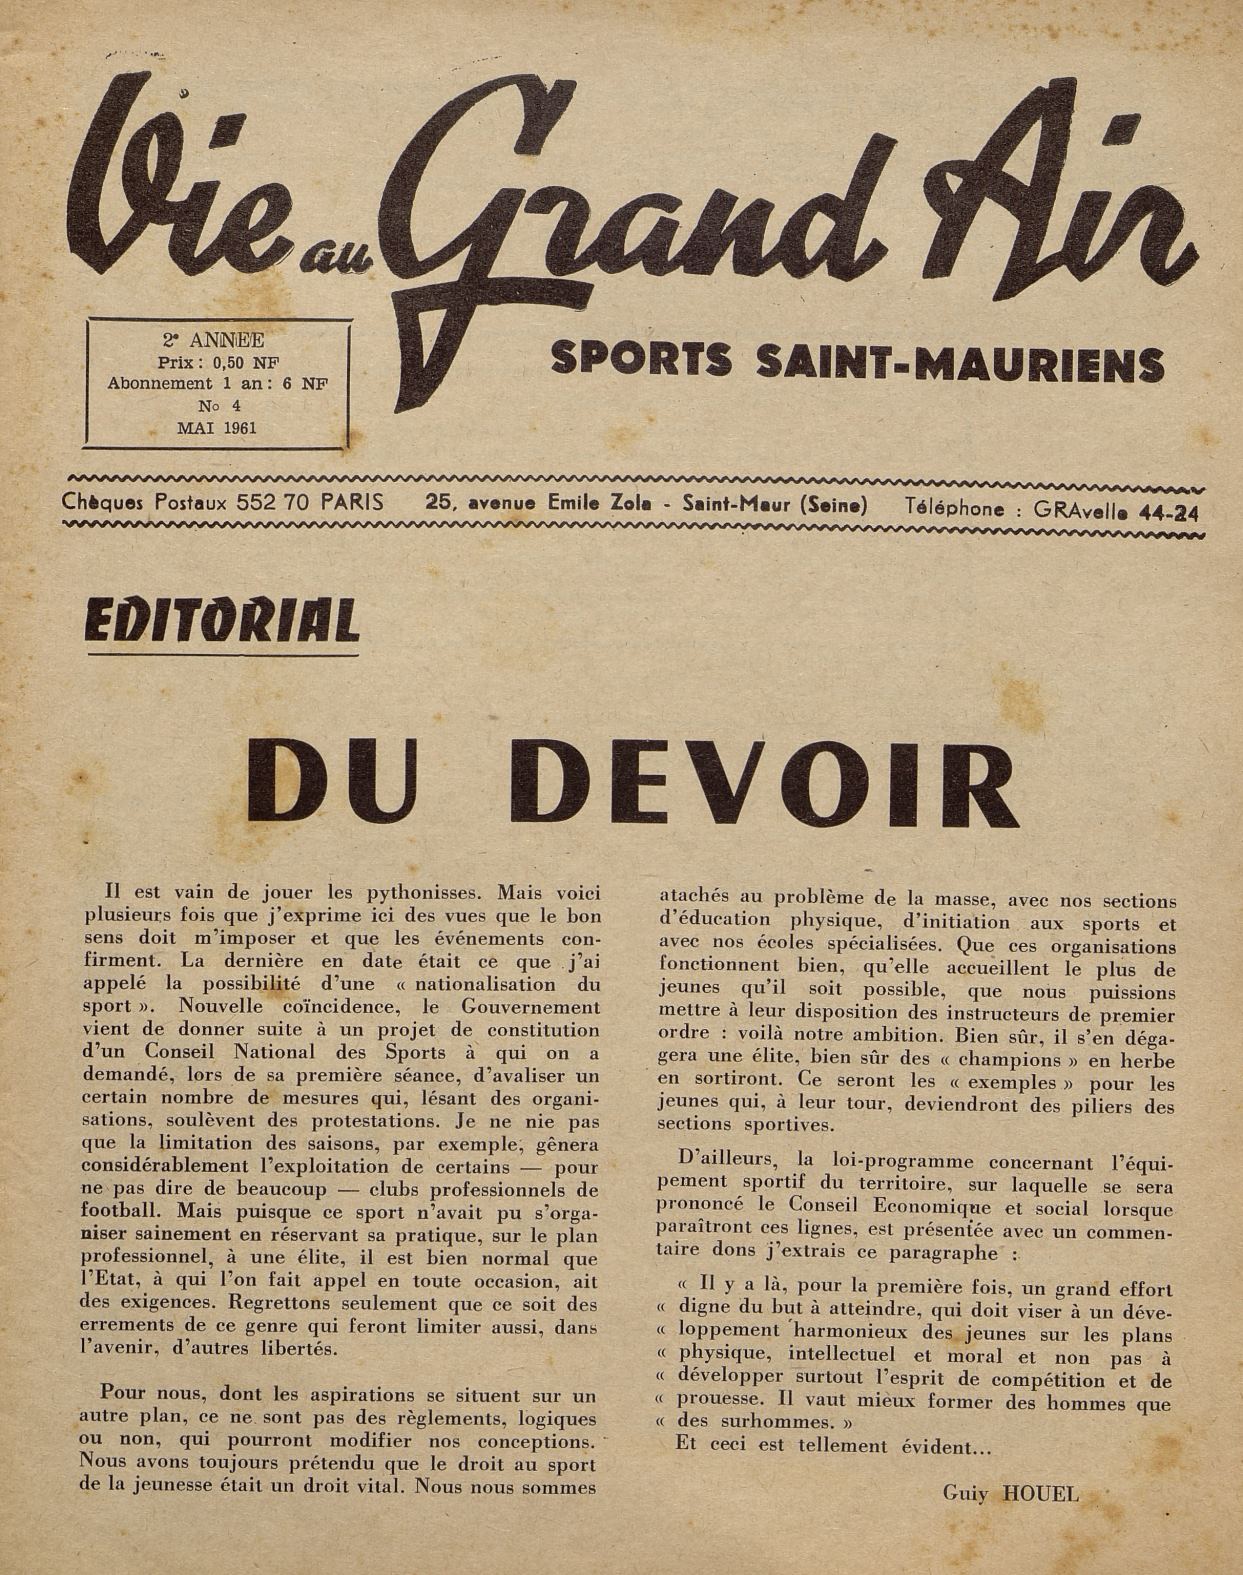 Vie au Grand Air
SPORTS SAINT-MAURIENS
2e ANNEE
Prix : 0,50 NF
Abonnement 1 an : 6 NF
No 4
MAI 1961
Chèques Postaux 552 70 PARIS 25, avenue Emile Zola - Saint-Maur (Seine) Téléphone : GRAvelle 44-24
EDITORIAL
DU DEVOIR
Il est vain de jouer les pythonisses. Mais voici
plusieurs fois que j'exprime ici des vues que le bon
sens doit m'imposer et que les événements con-
firment. La dernière en date était ce que j'ai
appelé la possibilité d'une « nationalisation du
sport ». Nouvelle coïncidence, le Gouvernement
vient de donner suite à un projet de constitution
d'un Conseil National des Sports à qui on a
demandé, lors de sa première séance, d'avaliser un
certain nombre de mesures qui, lésant des organi-
sations, soulèvent des protestations. Je ne nie pas
que la limitation des saisons, par exemple, gênera
considérablement l'exploitation de certains — pour
ne pas dire de beaucoup — clubs professionnels de
football. Mais puisque ce sport n'avait pu s'orga-
niser sainement en réservant sa pratique, sur le plan
professionnel, à une élite, il est bien normal que
l'Etat, à qui l'on fait appel en toute occasion, ait
des exigences. Regrettons seulement que ce soit des
errements de ce genre qui feront limiter aussi, dans
l'avenir, d'autres libertés.
Pour nous, dont les aspirations se situent sur un
autre plan, ce ne sont pas des règlements, logiques
ou non, qui pourront modifier nos conceptions.
Nous avons toujours prétendu que le droit au sport
de la jeunesse était un droit vital. Nous nous sommes
atachés au problème de la masse, avec nos sections
d'éducation physique, d'initiation aux sports et
avec nos écoles spécialisées. Que ces organisations
fonctionnent bien, qu'elle accueillent le plus de
jeunes qu'il soit possible, que nous puissions
mettre à leur disposition des instructeurs de premier
ordre : voilà notre ambition. Bien sûr, il s'en déga-
gera une élite, bien sûr des « champions » en herbe
en sortiront. Ce seront les « exemples » pour les
jeunes qui, à leur tour, deviendront des piliers des
sections sportives.
D'ailleurs, la loi-programme concernant l'équi-
pement sportif du territoire, sur laquelle se sera
prononcé le Conseil Economique et social lorsque
paraîtront ces lignes, est présentée avec un commen-
taire dons j'extrais ce paragraphe :
« Il y a là, pour la première fois, un grand effort
« digne du but à atteindre, qui doit viser à un déve-
« loppement harmonieux des jeunes sur les plans
« physique, intellectuel et moral et non pas à
« développer surtout l'esprit de compétition et de
« prouesse. Il vaut mieux former des hommes que
« des surhommes. »
Et ceci est tellement évident...
Guiy HOUEL